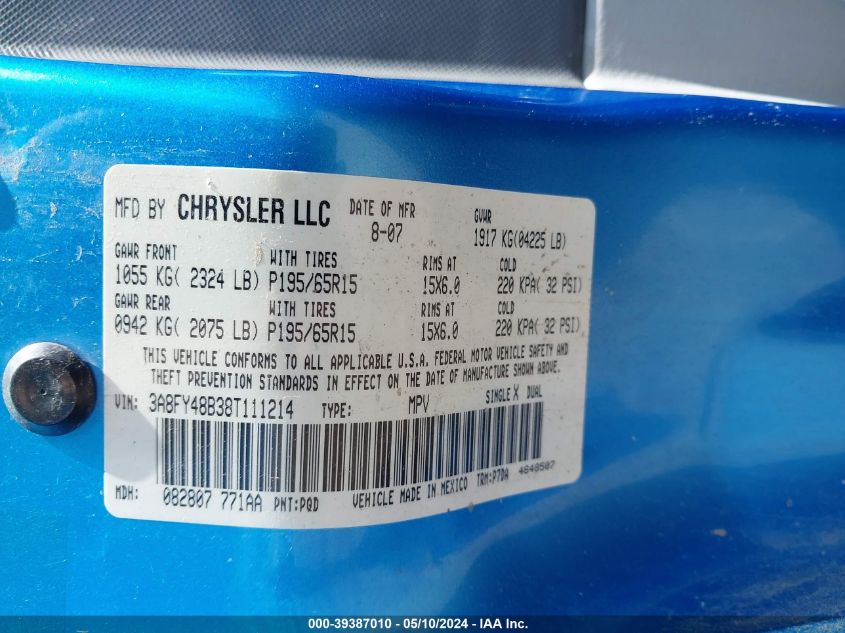 MFD BY CHRYSLER LLC DATE OF MFR 8-07 GVWR 1917 KG(04225 LB)
GAWR FRONT WITH TIRES RIMS AT COLD
1055 KG( 2324 LB) P195/65R15 15X6.0 220 KPA( 32 PSI)
GAWR REAR WITH TIRES RIMS AT COLD
0942 KG( 2075 LB) P195/65R15 15X6.0 220 KPA( 32 PSI)
THIS VEHICLE CONFORMS TO ALL APPLICABLE U.S.A. FEDERAL MOTOR VEHICLE SAFETY AND
THEFT PREVENTION STANDARDS IN EFFECT ON THE DATE OF MANUFACTURE SHOWN ABOVE.
VIN: 3A8FY48B38T111214 TYPE: MPV SINGLE X DUAL
MDH: 082807 771AA PNT:PQD VEHICLE MADE IN MEXICO TRM:P7DA 4648507
000-39387010 - 05/10/2024 - IAA Inc.